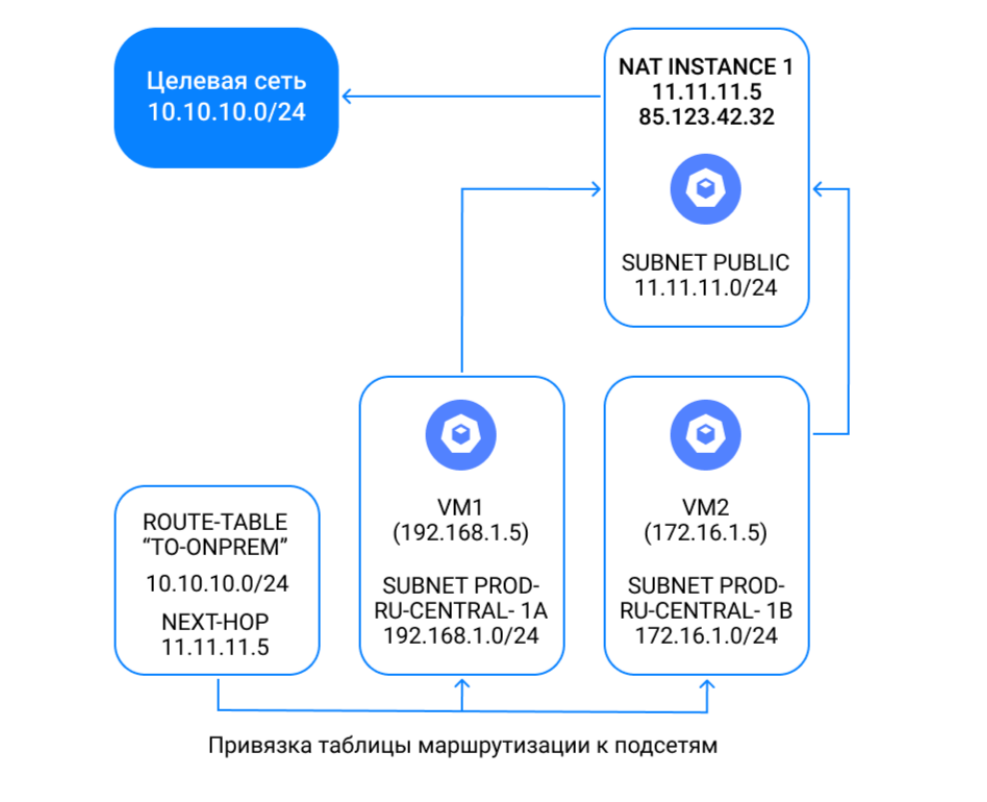 Целевая сеть
10.10.10.0/24
NAT INSTANCE 1
11.11.11.5
85.123.42.32
SUBNET PUBLIC
11.11.11.0/24
ROUTE-TABLE
“TO-ONPREM”
10.10.10.0/24
NEXT-HOP
11.11.11.5
VM1
(192.168.1.5)
SUBNET PROD-
RU-CENTRAL- 1A
192.168.1.0/24
VM2
(172.16.1.5)
SUBNET PROD-
RU-CENTRAL- 1B
172.16.1.0/24
Привязка таблицы маршрутизации к подсетям